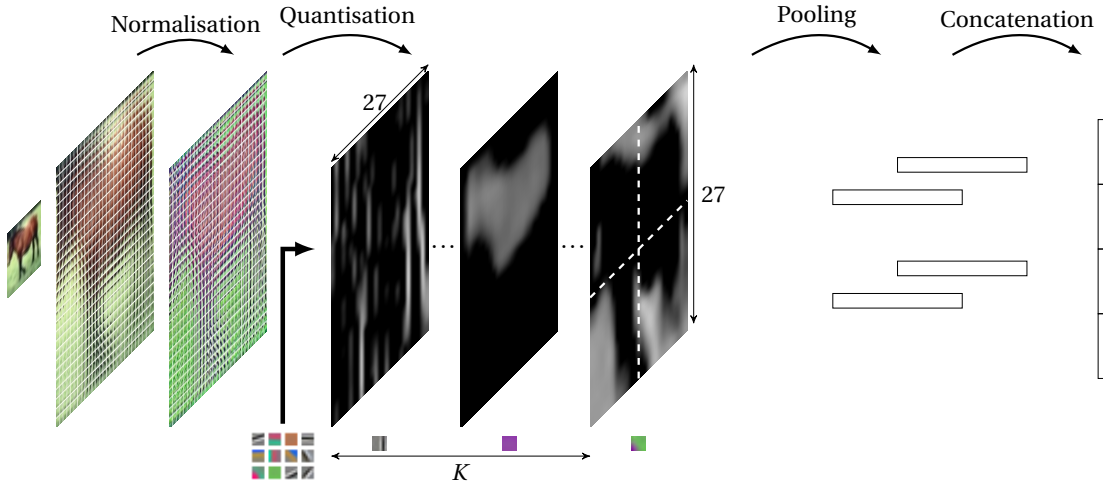 Normalisation
Quantisation
Pooling
Concatenation
27
27
... ...
K